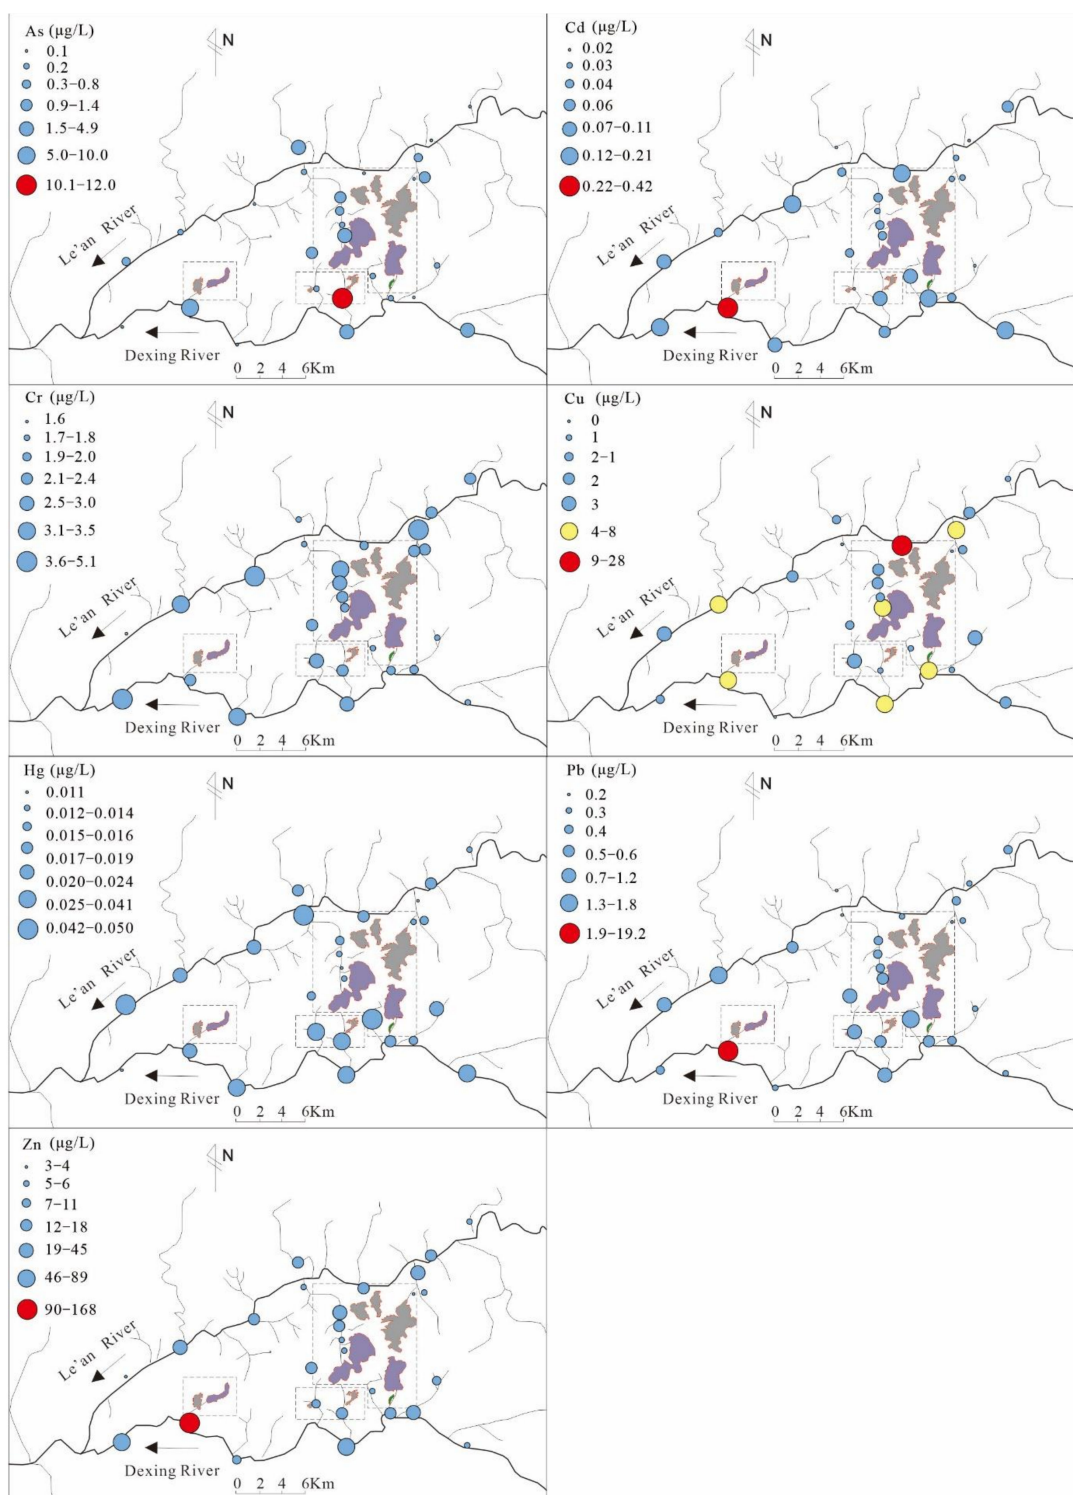 As (μg/L)
0.1
0.2
0.3-0.8
0.9-1.4
1.5-4.9
5.0-10.0
10.1-12.0
N
Le'an River
Dexing River
0 2 4 6Km
Cd (μg/L)
0.02
0.03
0.04
0.06
0.07-0.11
0.12-0.21
0.22-0.42
N
Le'an River
Dexing River
0 2 4 6Km
Cr (μg/L)
1.6
1.7-1.8
1.9-2.0
2.1-2.4
2.5-3.0
3.1-3.5
3.6-5.1
N
Le'an River
Dexing River
0 2 4 6Km
Cu (μg/L)
0
1
2-1
2
3
4-8
9-28
N
Le'an River
Dexing River
0 2 4 6Km
Hg (μg/L)
0.011
0.012-0.014
0.015-0.016
0.017-0.019
0.020-0.024
0.025-0.041
0.042-0.050
N
Le'an River
Dexing River
0 2 4 6Km
Pb (μg/L)
0.2
0.3
0.4
0.5-0.6
0.7-1.2
1.3-1.8
1.9-19.2
N
Le'an River
Dexing River
0 2 4 6Km
Zn (μg/L)
3-4
5-6
7-11
12-18
19-45
46-89
90-168
N
Le'an River
Dexing River
0 2 4 6Km